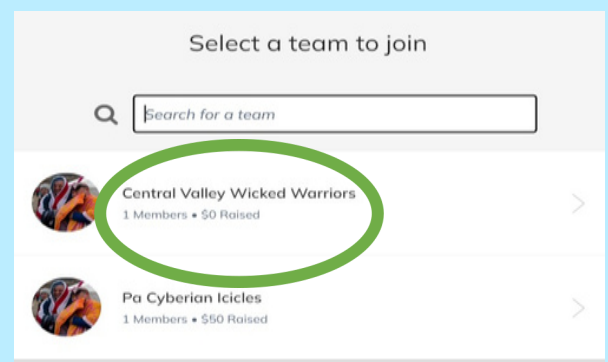 Select a team to join
Search for a team
Central Valley Wicked Warriors
1 Members • $0 Raised
Pa Cyberian Icicles
1 Members • $50 Raised